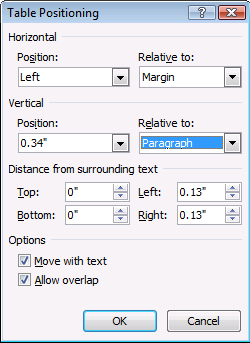 Table Positioning
Horizontal
Position: Relative to:
Left Margin
Vertical
Position: Relative to:
0.34" Paragraph
Distance from surrounding text
Top: 0" Left: 0.13"
Bottom: 0" Right: 0.13"
Options
Move with text
Allow overlap
OK Cancel